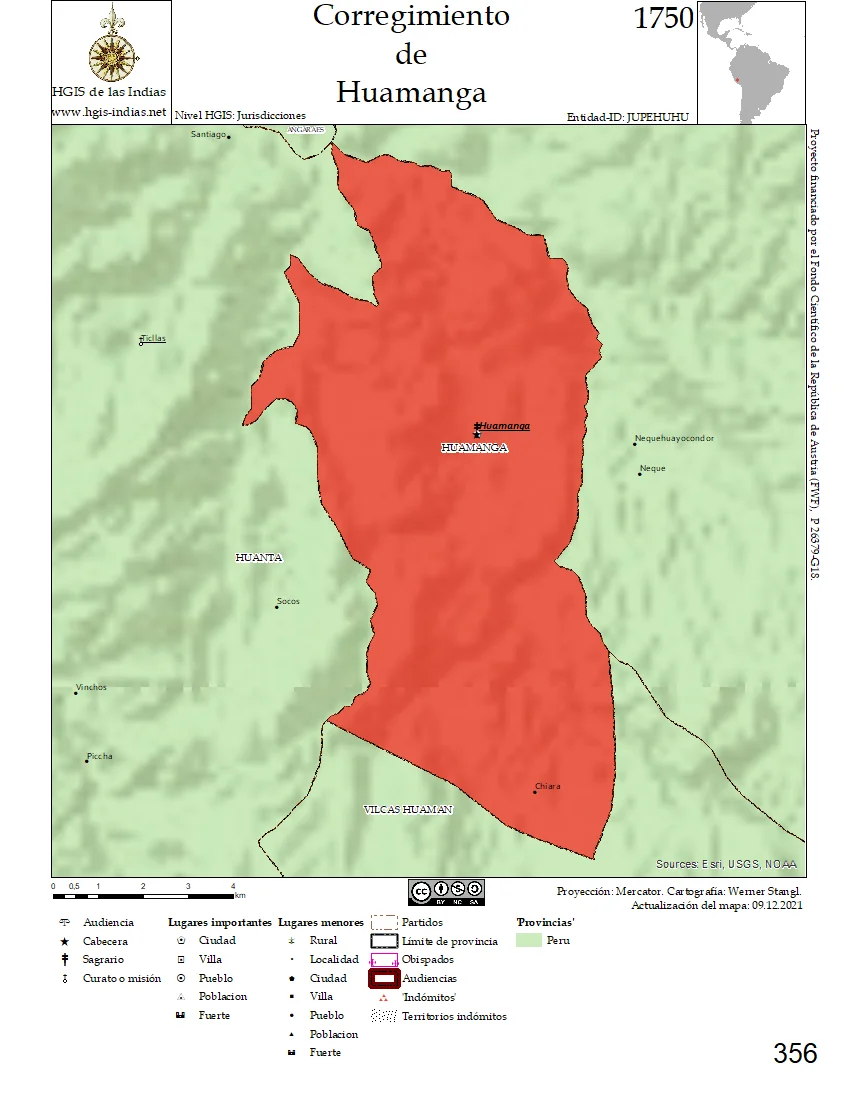 Corregimiento
de
Huamanga
1750
HGIS de las Indias
www.hgis-indias.net
Nivel HGIS: Jurisdicciones
Entidad-ID: JUPEHUHU
Santiago
ANGARAES
Ticllas
Huamanga
HUAMANGA
Nequehuayocondor
Neque
HUANTA
Socos
Vinchos
Piccha
Chiara
VILCAS HUAMAN
Sources: Esri, USGS, NOAA
Proyecto financiado por el Fondo Científico de la República de Austria (FWF), P 26379-G18.
0 0,5 1 2 3 4
km
CC BY NC SA
Proyección: Mercator. Cartografía: Werner Stangl.
Actualización del mapa: 09.12.2021
Audiencia
Cabecera
Sagrario
Curato o misión
Lugares importantes
Ciudad
Villa
Pueblo
Poblacion
Fuerte
Lugares menores
Rural
Localidad
Ciudad
Villa
Pueblo
Poblacion
Fuerte
Partidos
Límite de provincia
Obispados
Audiencias
'Indómitos'
Territorios indómitos
'Provincias'
Peru
356